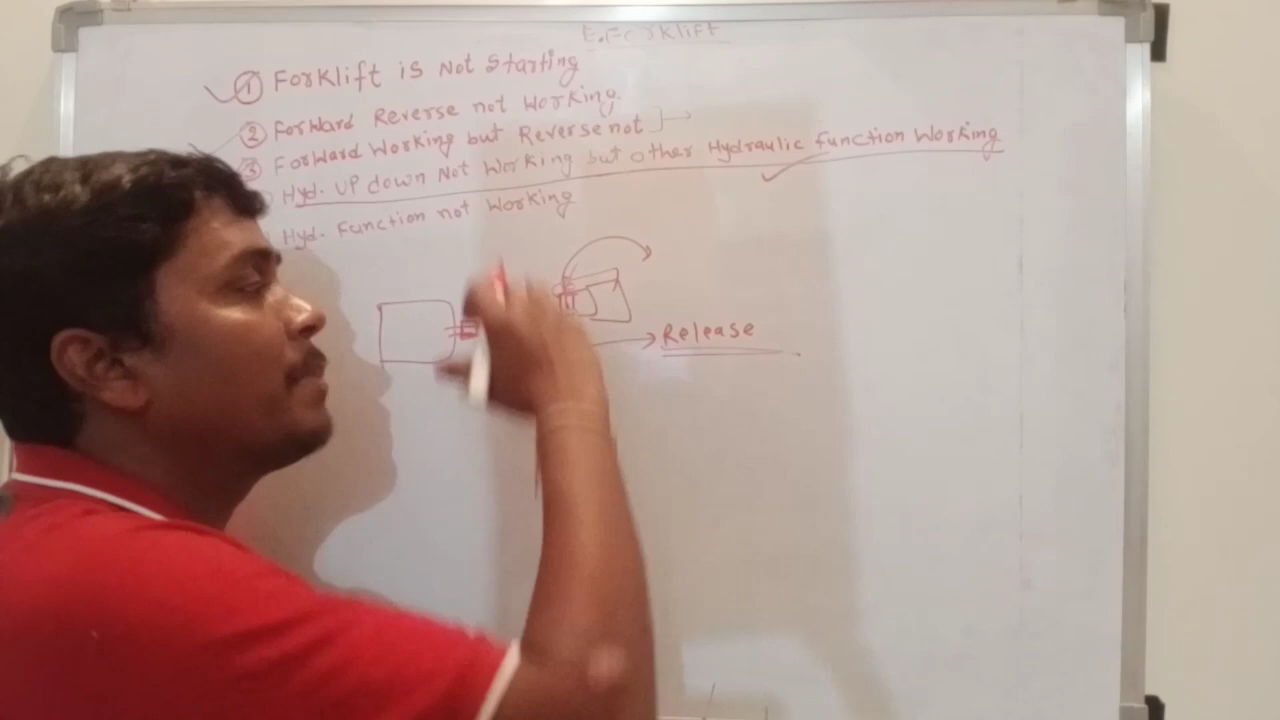 E.Forklift
① Forklift is Not Starting
② Forward Reverse not Working.
③ Forward Working but Reverse not
Hyd. UP down Not Working but other Hydraulic function Working
Hyd. Function not Working
Release